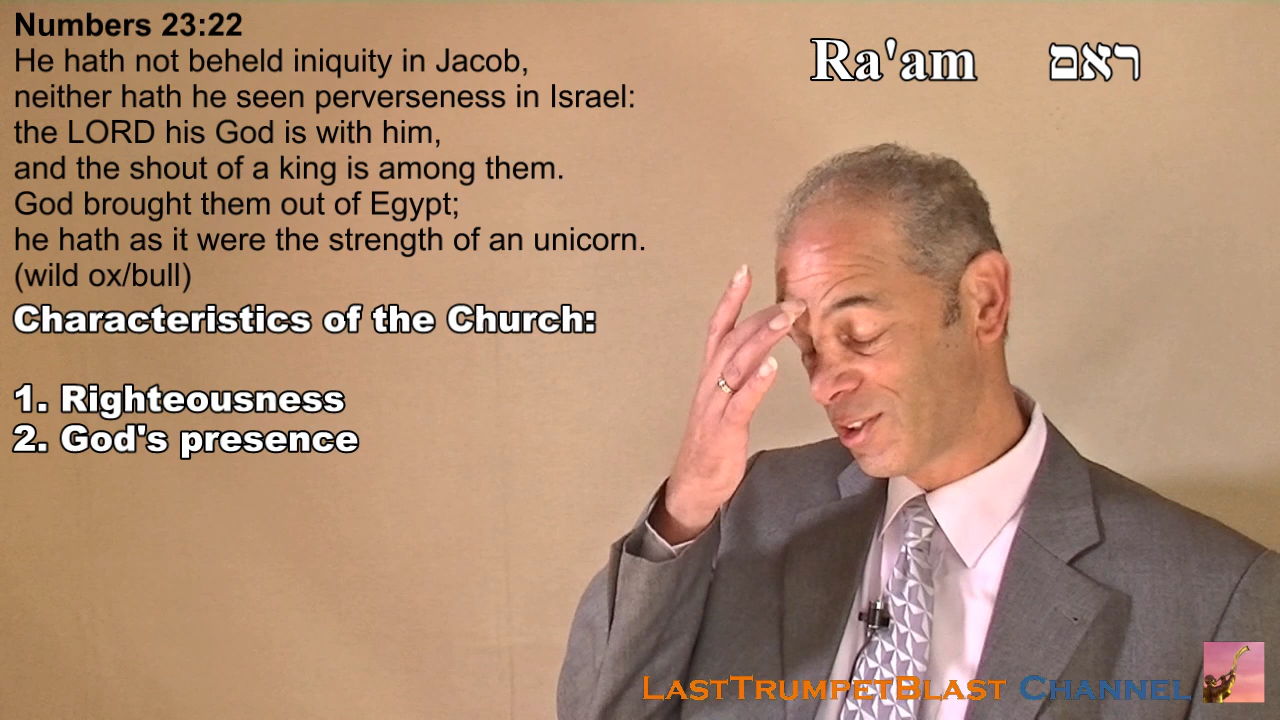 Numbers 23:22
He hath not beheld iniquity in Jacob,
neither hath he seen perverseness in Israel:
the LORD his God is with him,
and the shout of a king is among them.
God brought them out of Egypt;
he hath as it were the strength of an unicorn.
(wild ox/bull)
Characteristics of the Church:
1. Righteousness
2. God's presence
Ra'am ראם
LastTrumpetBlast Channel